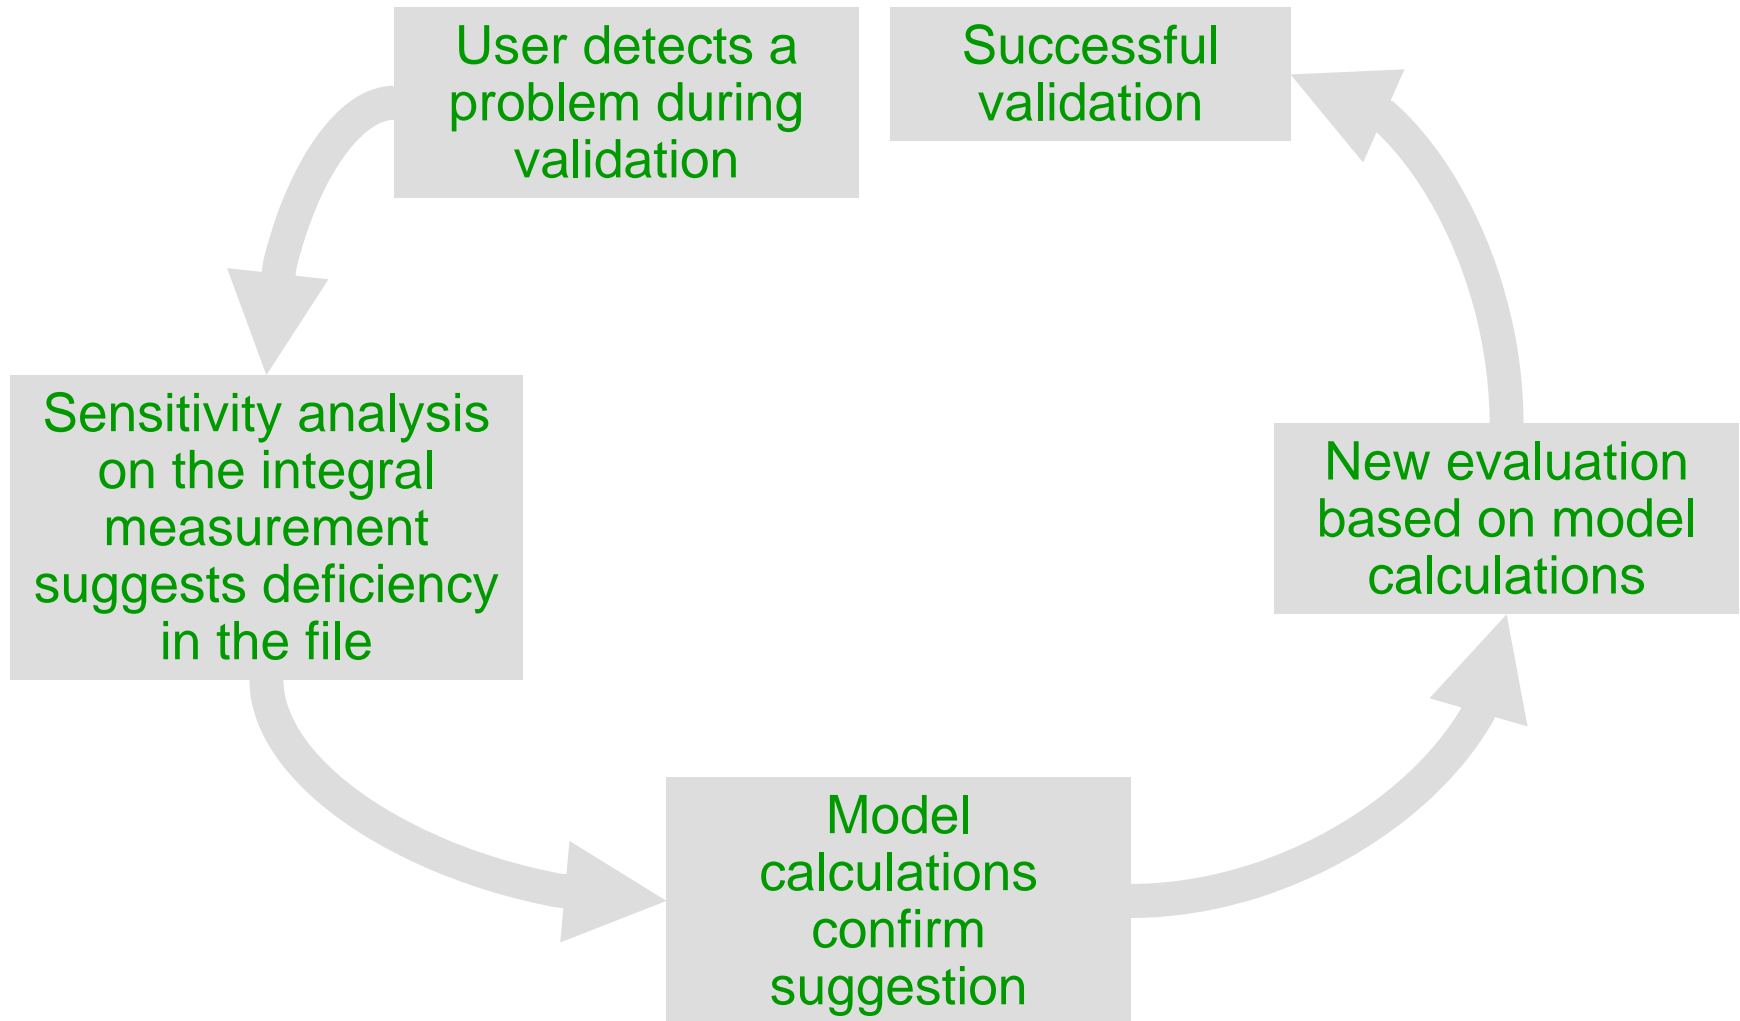 User detects a
problem during
validation
Sensitivity analysis
on the integral
measurement
suggests deficiency
in the file
Model
calculations
confirm
suggestion
New evaluation
based on model
calculations
Successful
validation